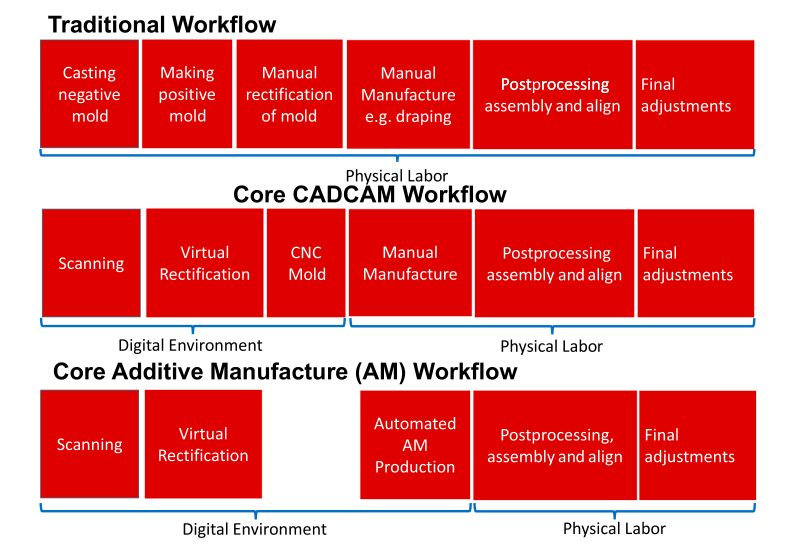 Traditional Workflow
Casting
negative
mold
Making
positive
mold
Manual
rectification
of mold
Manual
Manufacture
e.g. draping
Postprocessing
assembly and align
Final
adjustments
Physical Labor
Core CADCAM Workflow
Scanning
Virtual
Rectification
CNC
Mold
Manual
Manufacture
Postprocessing
assembly and align
Final
adjustments
Digital Environment
Physical Labor
Core Additive Manufacture (AM) Workflow
Scanning
Virtual
Rectification
Automated
AM
Production
Postprocessing,
assembly and align
Final
adjustments
Digital Environment
Physical Labor